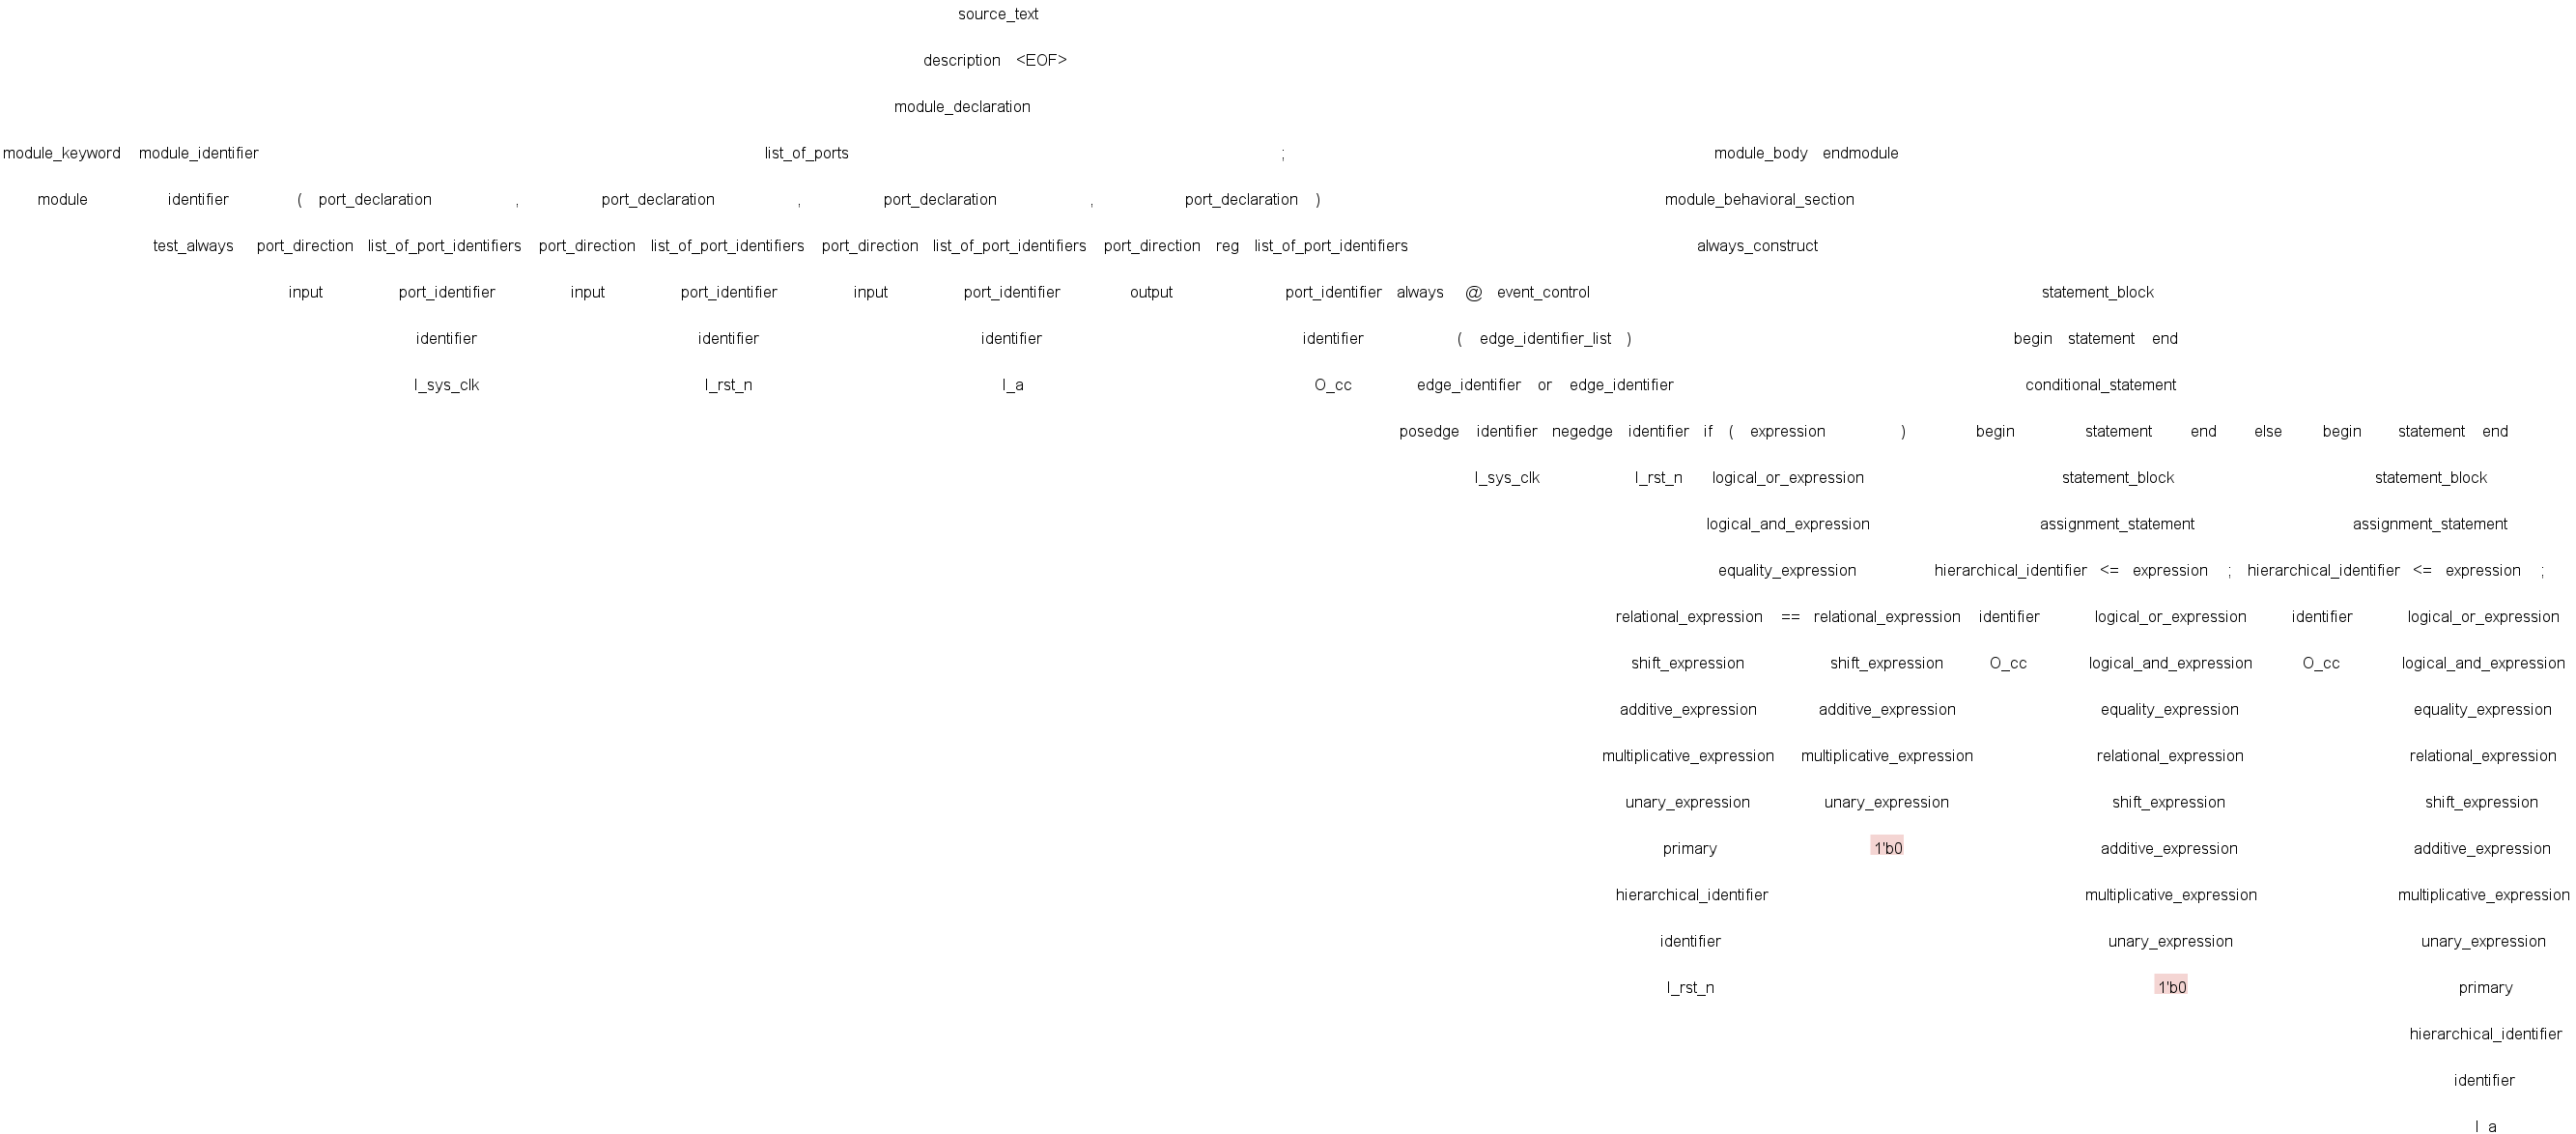 source_text
description <EOF>
module_declaration
module_keyword module_identifier list_of_ports ; module_body endmodule
module identifier ( port_declaration , port_declaration , port_declaration , port_declaration ) module_behavioral_section
test_always port_direction list_of_port_identifiers port_direction list_of_port_identifiers port_direction list_of_port_identifiers port_direction reg list_of_port_identifiers always_construct
input port_identifier input port_identifier input port_identifier output port_identifier always @ event_control statement_block
identifier identifier identifier identifier ( edge_identifier_list ) begin statement end
I_sys_clk I_rst_n I_a O_cc edge_identifier or edge_identifier conditional_statement
posedge identifier negedge identifier if ( expression ) begin statement end else begin statement end
I_sys_clk I_rst_n logical_or_expression statement_block statement_block
logical_and_expression assignment_statement assignment_statement
equality_expression hierarchical_identifier <= expression ; hierarchical_identifier <= expression ;
relational_expression == relational_expression identifier logical_or_expression identifier logical_or_expression
shift_expression shift_expression O_cc logical_and_expression O_cc logical_and_expression
additive_expression additive_expression equality_expression equality_expression
multiplicative_expression multiplicative_expression relational_expression relational_expression
unary_expression unary_expression shift_expression shift_expression
primary 1'b0 additive_expression additive_expression
hierarchical_identifier multiplicative_expression multiplicative_expression
identifier unary_expression unary_expression
I_rst_n 1'b0 primary
hierarchical_identifier
identifier
I_a